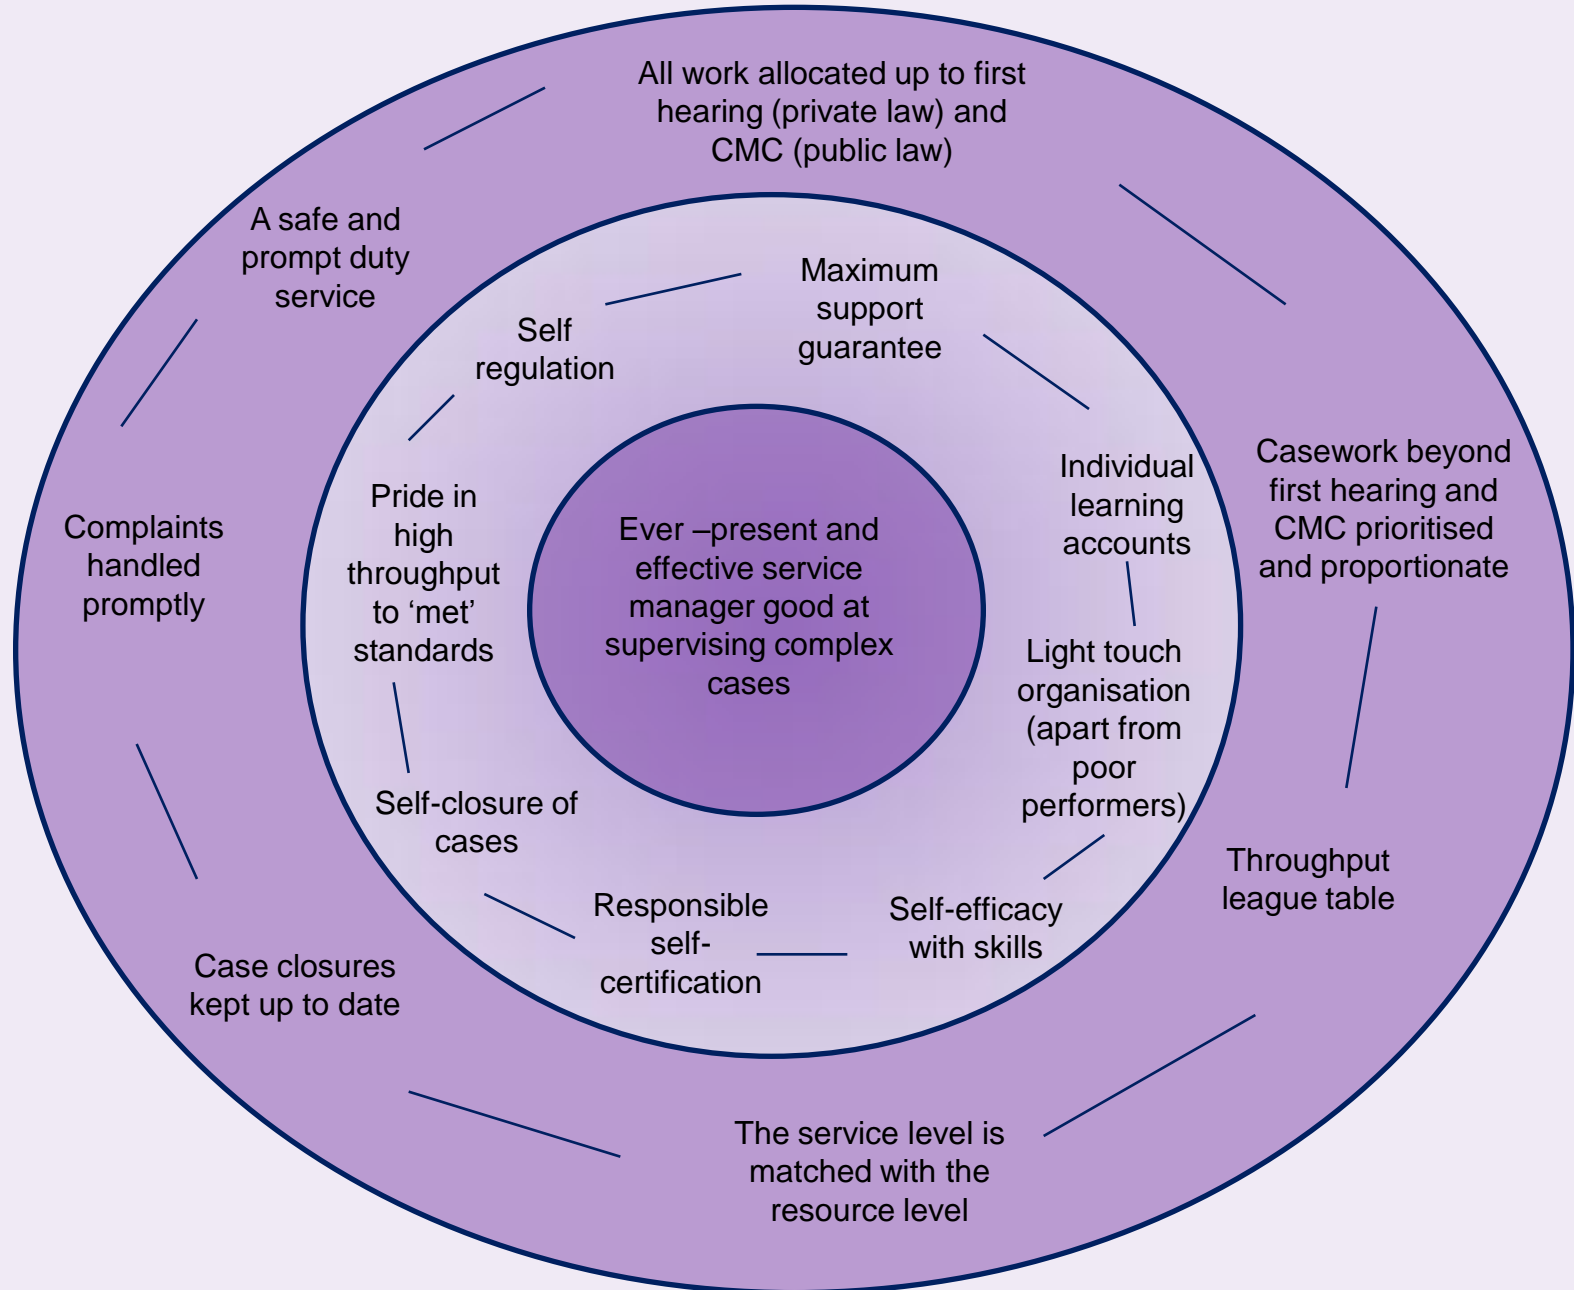 All work allocated up to first
hearing (private law) and
CMC (public law)
A safe and
prompt duty
service
Maximum
support
guarantee
Self
regulation
Individual
learning
accounts
Casework beyond
first hearing and
CMC prioritised
and proportionate
Pride in
high
throughput
to ‘met’
standards
Complaints
handled
promptly
Ever –present and
effective service
manager good at
supervising complex
cases
Light touch
organisation
(apart from
poor
performers)
Self-closure of
cases
Throughput
league table
Responsible
self-
certification
Self-efficacy
with skills
Case closures
kept up to date
The service level is
matched with the
resource level